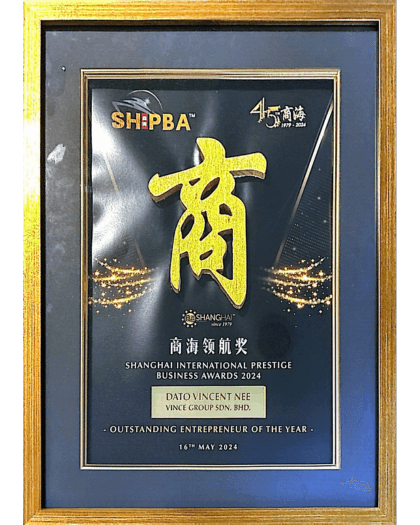 SHIPBA™
45 商海
1979 - 2024
商
SHANGHAI
since 1979
商海领航奖
SHANGHAI INTERNATIONAL PRESTIGE
BUSINESS AWARDS 2024
DATO VINCENT NEE
VINCE GROUP SDN. BHD.
- OUTSTANDING ENTREPRENEUR OF THE YEAR -
16TH MAY 2024